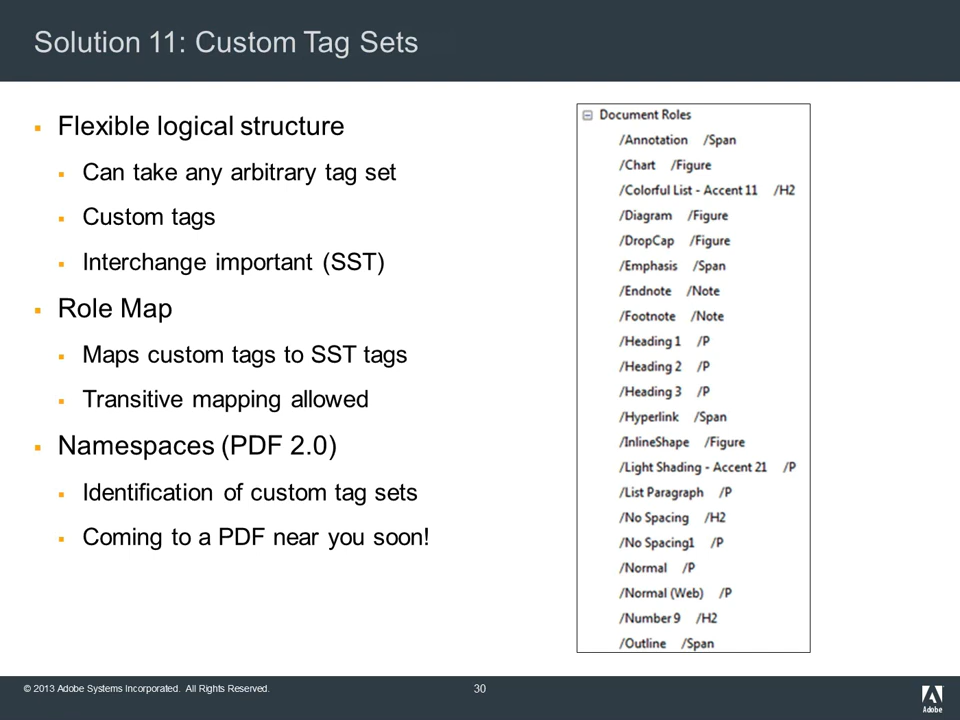 Solution 11: Custom Tag Sets
Flexible logical structure
Can take any arbitrary tag set
Custom tags
Interchange important (SST)
Role Map
Maps custom tags to SST tags
Transitive mapping allowed
Namespaces (PDF 2.0)
Identification of custom tag sets
Coming to a PDF near you soon!
Document Roles
/Annotation /Span
/Chart /Figure
/Colorful List - Accent 11 /H2
/Diagram /Figure
/DropCap /Figure
/Emphasis /Span
/Endnote /Note
/Footnote /Note
/Heading 1 /P
/Heading 2 /P
/Heading 3 /P
/Hyperlink /Span
/InlineShape /Figure
/Light Shading - Accent 21 /P
/List Paragraph /P
/No Spacing /H2
/No Spacing1 /P
/Normal /P
/Normal (Web) /P
/Number 9 /H2
/Outline /Span
© 2013 Adobe Systems Incorporated. All Rights Reserved.
30
Adobe